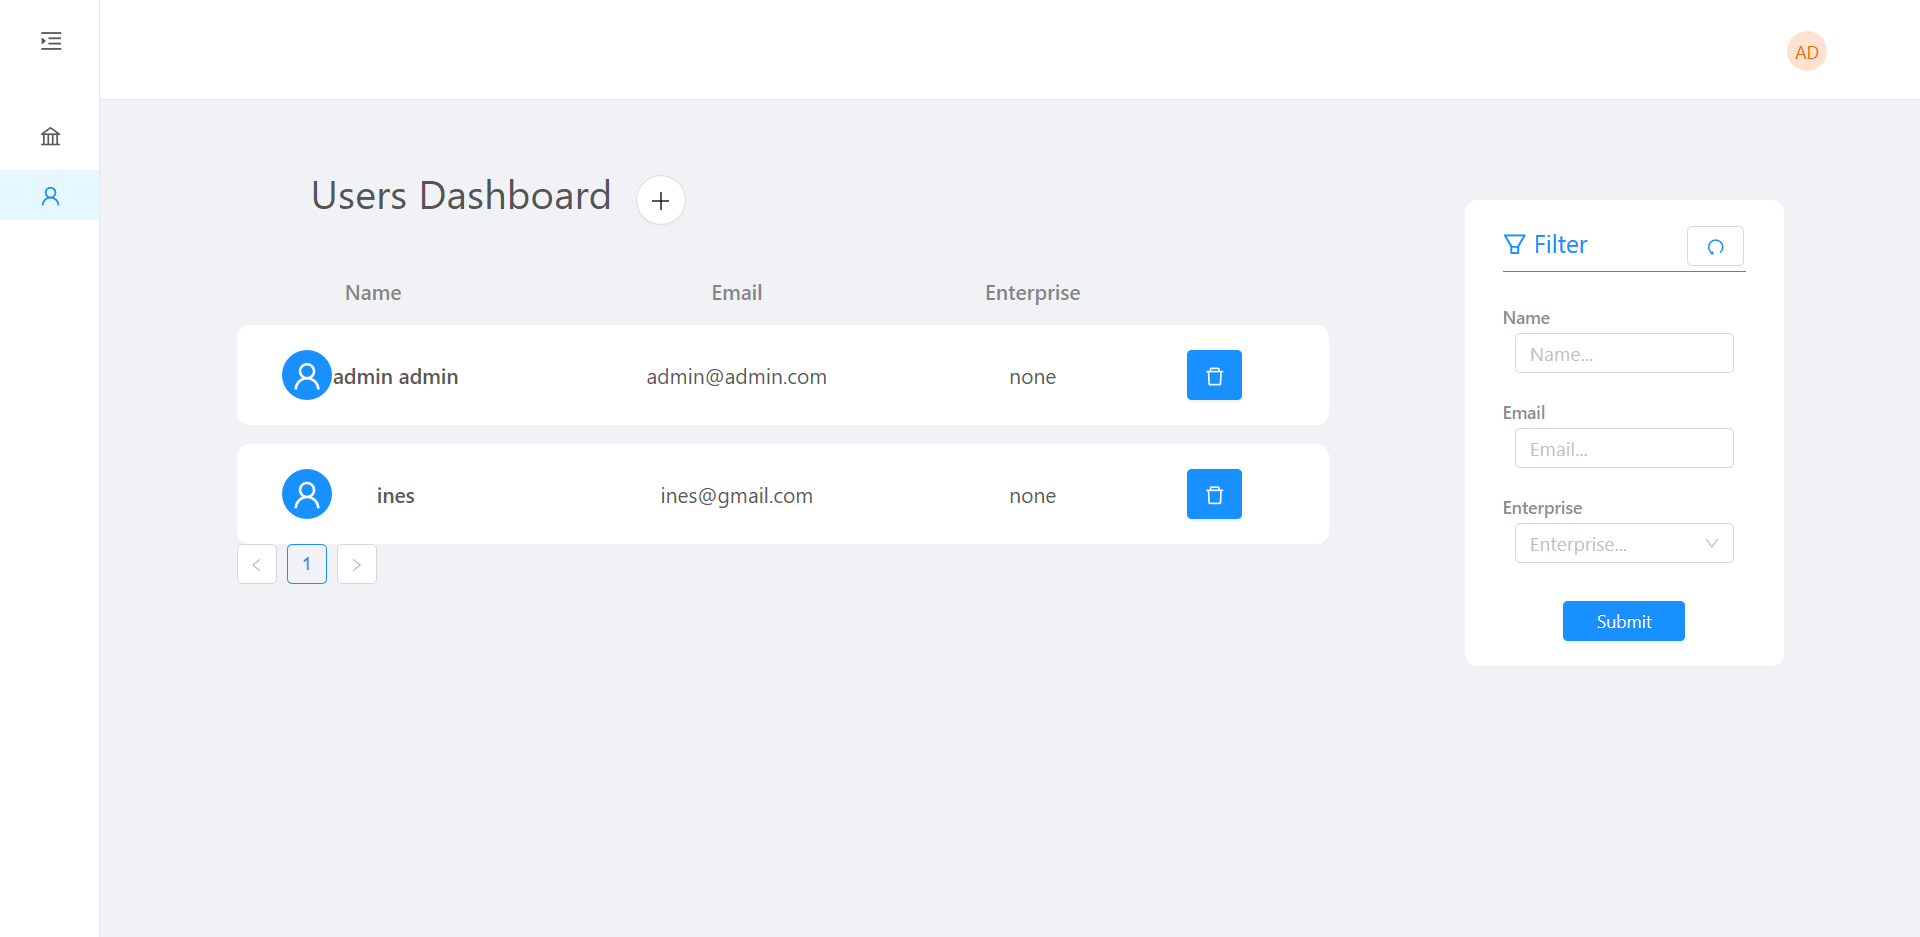 AD
Users Dashboard
Name Email Enterprise
admin admin admin@admin.com none
ines ines@gmail.com none
1
Filter
Name
Name...
Email
Email...
Enterprise
Enterprise...
Submit